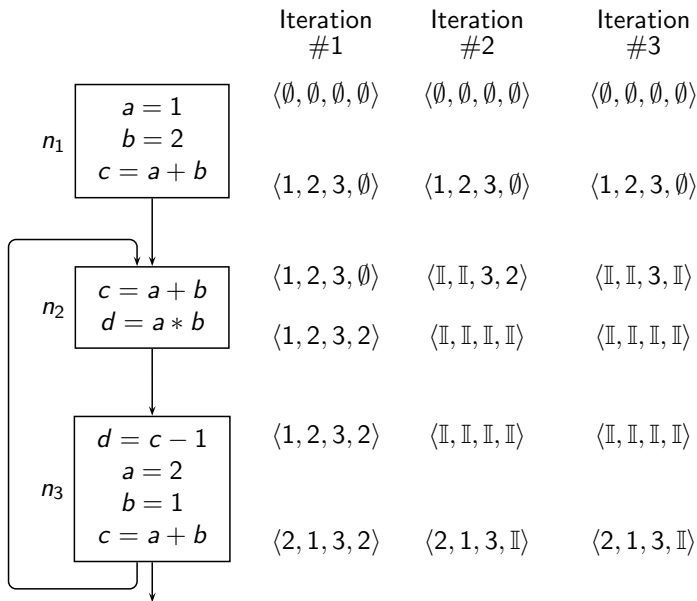 Iteration Iteration Iteration
#1 #2 #3
⟨∅, ∅, ∅, ∅⟩ ⟨∅, ∅, ∅, ∅⟩ ⟨∅, ∅, ∅, ∅⟩
a = 1
n₁ b = 2
c = a + b
⟨1, 2, 3, ∅⟩ ⟨1, 2, 3, ∅⟩ ⟨1, 2, 3, ∅⟩
⟨1, 2, 3, ∅⟩ ⟨𝕀, 𝕀, 3, 2⟩ ⟨𝕀, 𝕀, 3, 𝕀⟩
c = a + b
n₂
d = a ∗ b
⟨1, 2, 3, 2⟩ ⟨𝕀, 𝕀, 𝕀, 𝕀⟩ ⟨𝕀, 𝕀, 𝕀, 𝕀⟩
d = c − 1 ⟨1, 2, 3, 2⟩ ⟨𝕀, 𝕀, 𝕀, 𝕀⟩ ⟨𝕀, 𝕀, 𝕀, 𝕀⟩
a = 2
n₃
b = 1
c = a + b ⟨2, 1, 3, 2⟩ ⟨2, 1, 3, 𝕀⟩ ⟨2, 1, 3, 𝕀⟩